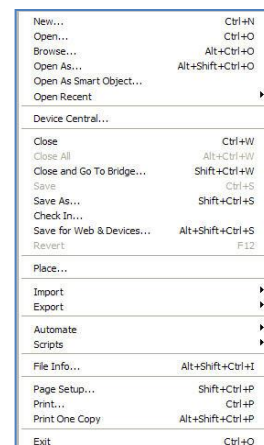 New... Ctrl+N
Open... Ctrl+O
Browse... Alt+Ctrl+O
Open As... Alt+Shift+Ctrl+O
Open As Smart Object...
Open Recent
Device Central...
Close Ctrl+W
Close All Alt+Ctrl+W
Close and Go To Bridge... Shift+Ctrl+W
Save Ctrl+S
Save As... Shift+Ctrl+S
Check In...
Save for Web & Devices... Alt+Shift+Ctrl+S
Revert F12
Place...
Import
Export
Automate
Scripts
File Info... Alt+Shift+Ctrl+I
Page Setup... Shift+Ctrl+P
Print... Ctrl+P
Print One Copy Alt+Shift+Ctrl+P
Exit Ctrl+Q